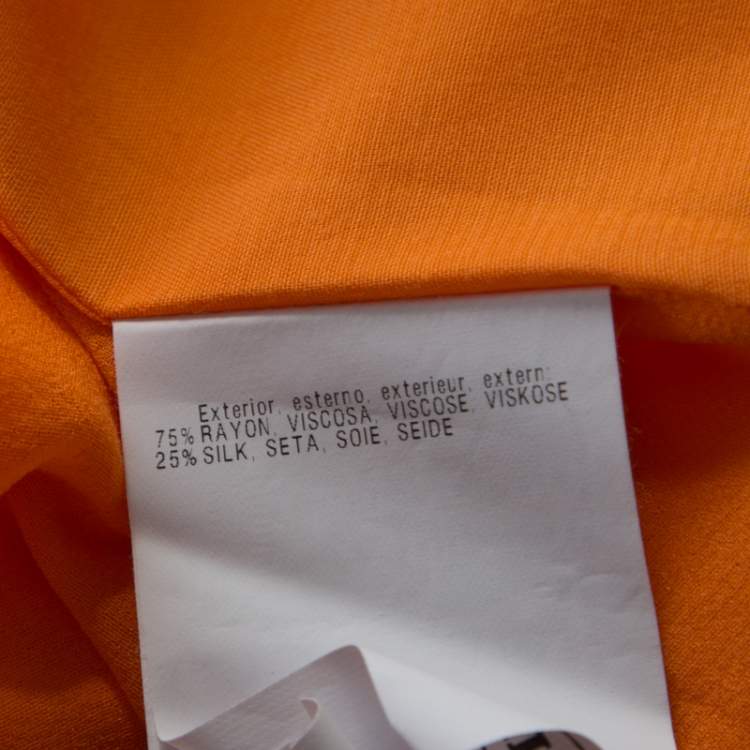 Exterior, esterno, exterieur, extern:
75% RAYON, VISCOSA, VISCOSE, VISKOSE
25% SILK, SETA, SOIE, SEIDE